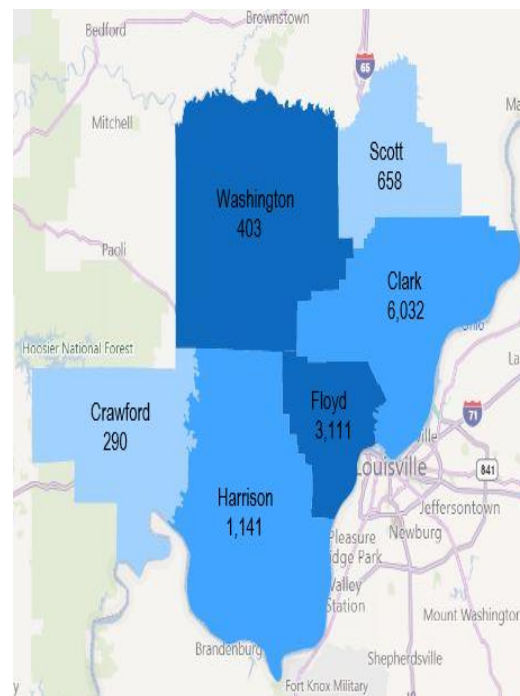 Brownstown
Bedford
65
Mitchell
Scott
658
Washington
403
Paoli
Clark
6,032
Hoosier National Forest
Crawford
290
Floyd
3,111
71
Louisville
841
Harrison
1,141
Jeffersontown
Newburg
Pleasure
Ridge Park
Valley
Station
Mount Washington
Brandenburg
Shepherdsville
Fort Knox Military